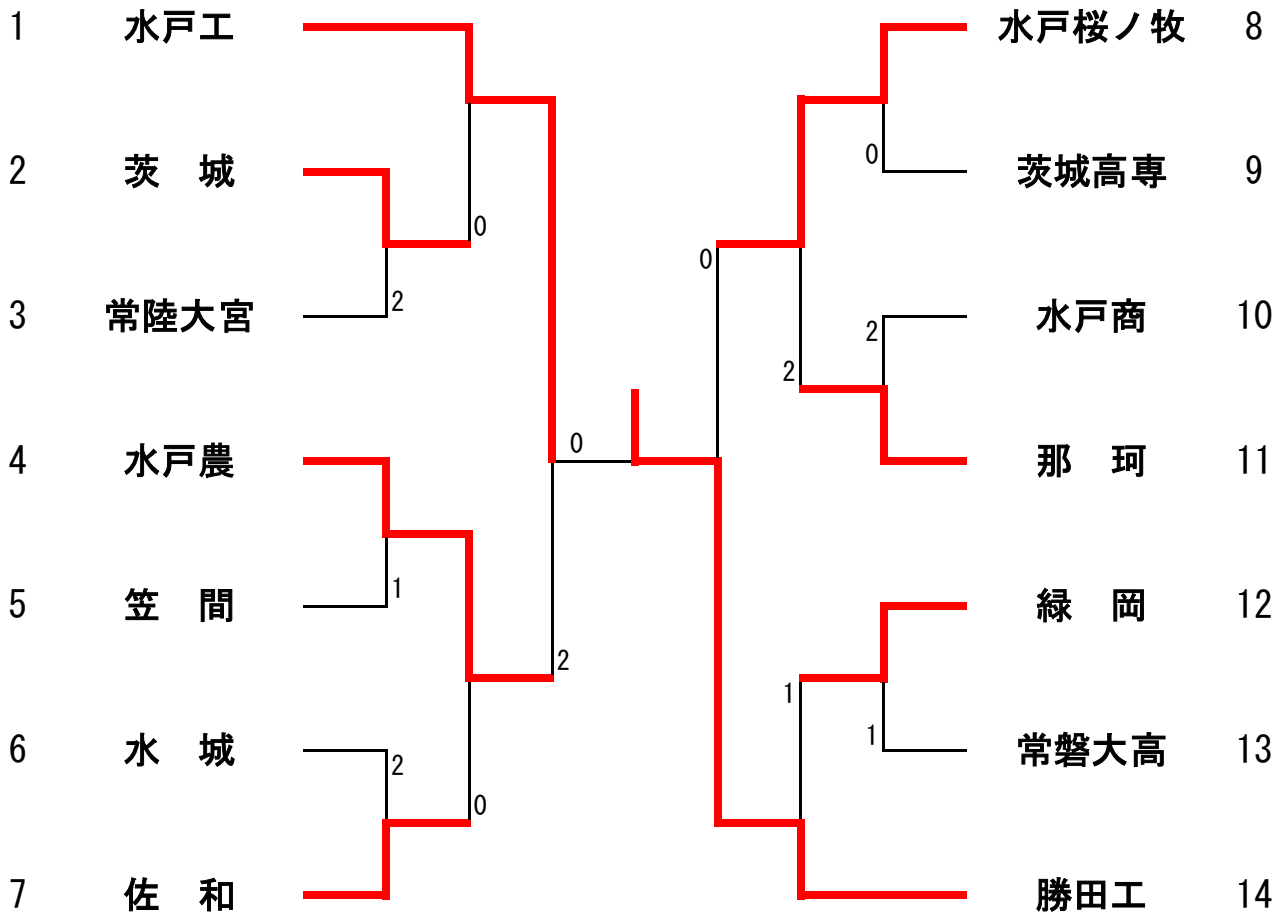 1 水戸工
2 茨　城
3 常陸大宮
4 水戸農
5 笠　間
6 水　城
7 佐　和
0
2
1
2
0
2
0
水戸桜ノ牧 8
茨城高専 9
水戸商 10
那　珂 11
緑　岡 12
常磐大高 13
勝田工 14
0
0
2
2
1
1